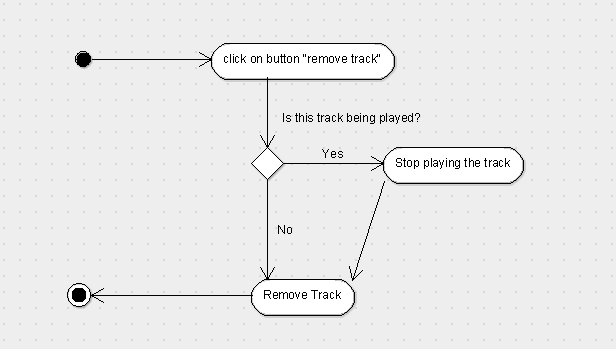 click on button "remove track"
Is this track being played?
Yes
Stop playing the track
No
Remove Track